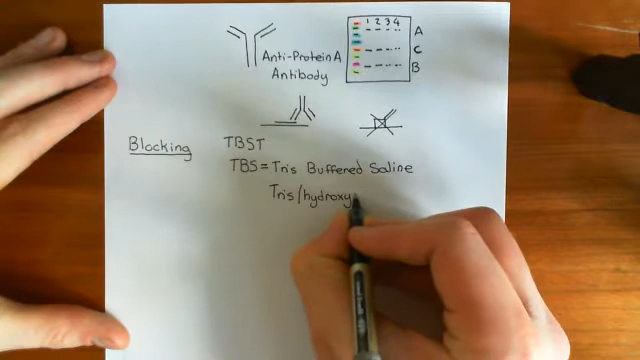 1 2 3 4
A
C
B
Anti-Protein A
Antibody
Blocking
TBST
TBS = Tris Buffered Saline
Tris/hydroxy